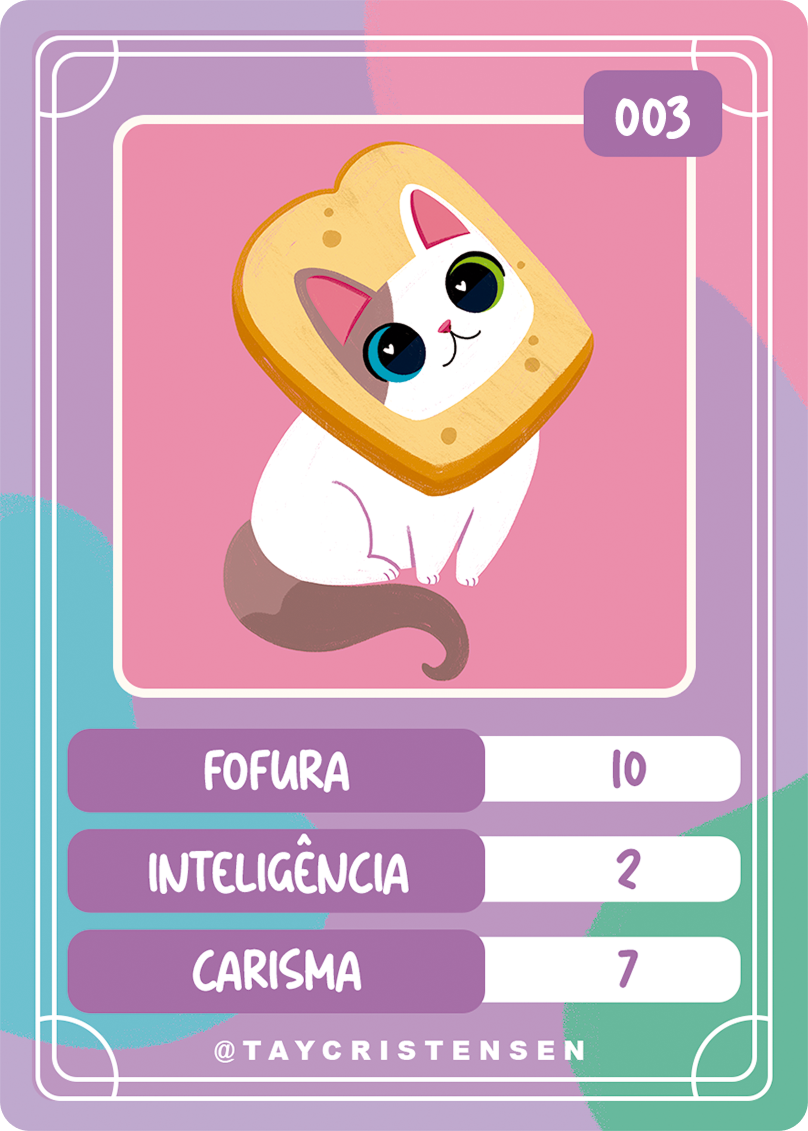 003
FOFURA
10
INTELIGÊNCIA
2
CARISMA
7
@TAYCRISTENSEN